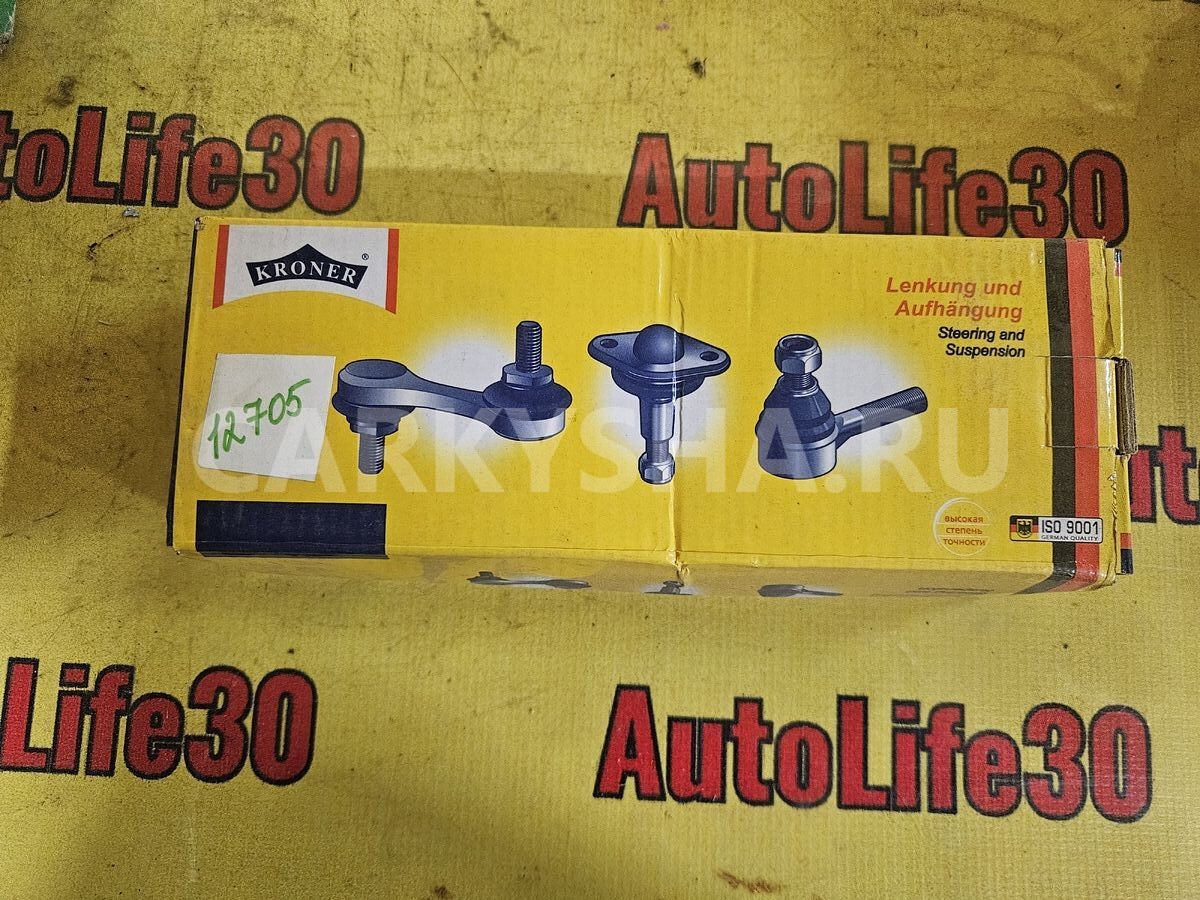 toLife30
AutoLife30
KRONER
®
Lenkung und
Aufhängung
Steering and
Suspension
12705
CARKYSHA.RU
высокая
степень
точности
ISO 9001
GERMAN QUALITY
Life30
AutoLife30